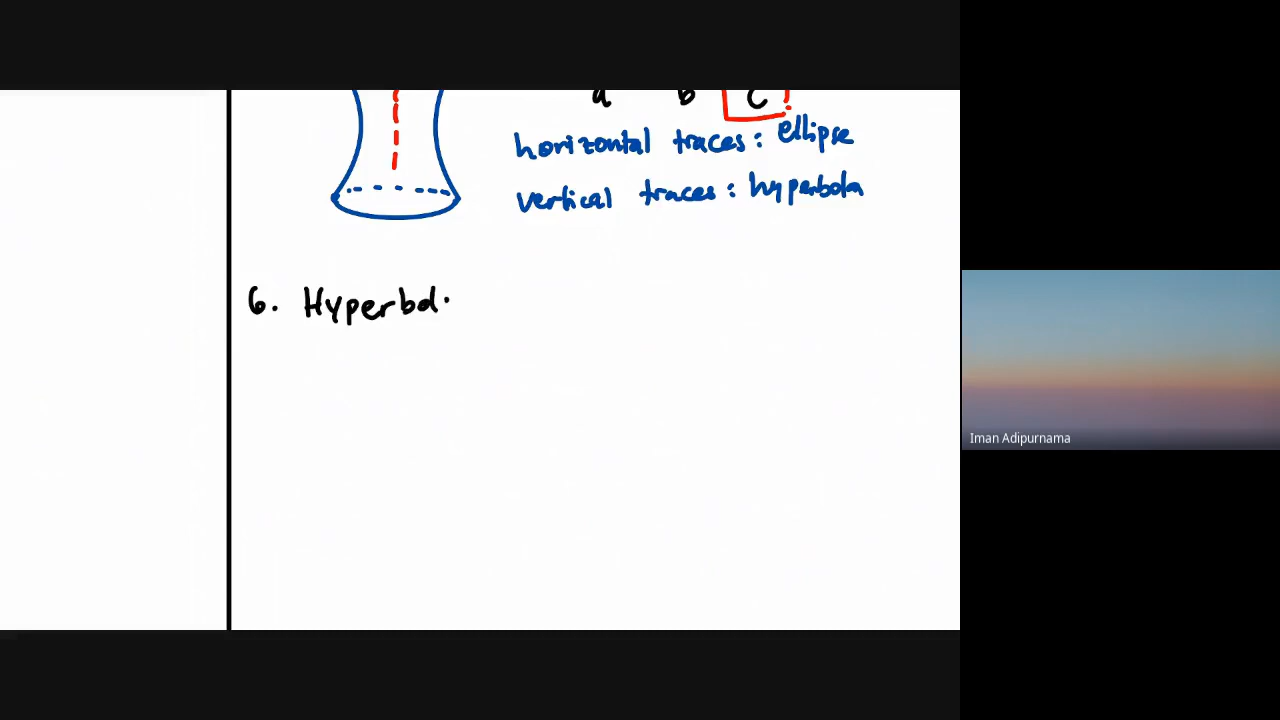 a b c
horizontal traces : ellipse
vertical traces : hyperbola
6. Hyperbol
Iman Adipurnama